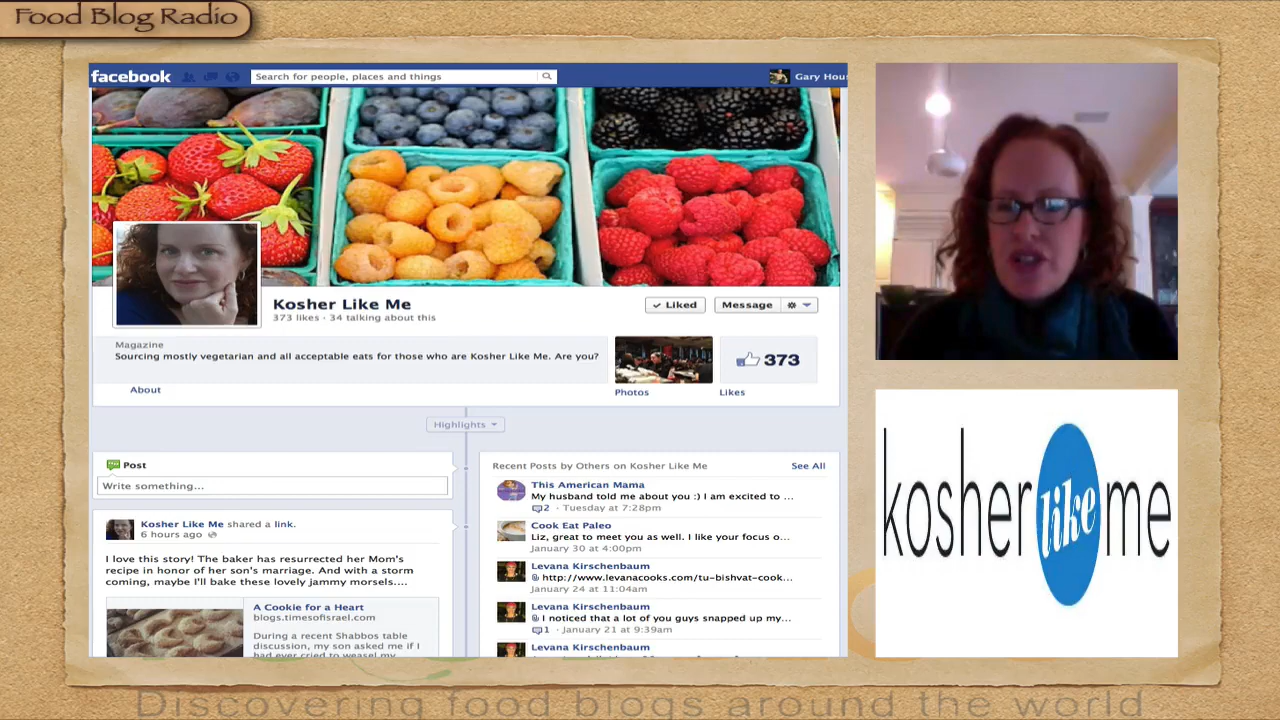 Food Blog Radio
facebook
Search for people, places and things
Gary Hous
Kosher Like Me
373 likes · 34 talking about this
✓ Liked
Message
Magazine
Sourcing mostly vegetarian and all acceptable eats for those who are Kosher Like Me. Are you?
373
About
Photos
Likes
Highlights
Post
Write something...
Kosher Like Me shared a link.
6 hours ago
I love this story! The baker has resurrected her Mom's
recipe in honor of her son's marriage. And with a storm
coming, maybe I'll bake these lovely jammy morsels....
A Cookie for a Heart
blogs.timesofisrael.com
During a recent Shabbos table
discussion, my son asked me if I
had ever cried to weasel my
Recent Posts by Others on Kosher Like Me
See All
This American Mama
My husband told me about you :) I am excited to ...
2 · Tuesday at 7:28pm
Cook Eat Paleo
Liz, great to meet you as well. I like your focus o...
January 30 at 4:00pm
Levana Kirschenbaum
http://www.levanacooks.com/tu-bishvat-cook...
January 24 at 11:04am
Levana Kirschenbaum
I noticed that a lot of you guys snapped up my...
1 · January 21 at 9:39am
Levana Kirschenbaum
kosher like me
Discovering food blogs around the world